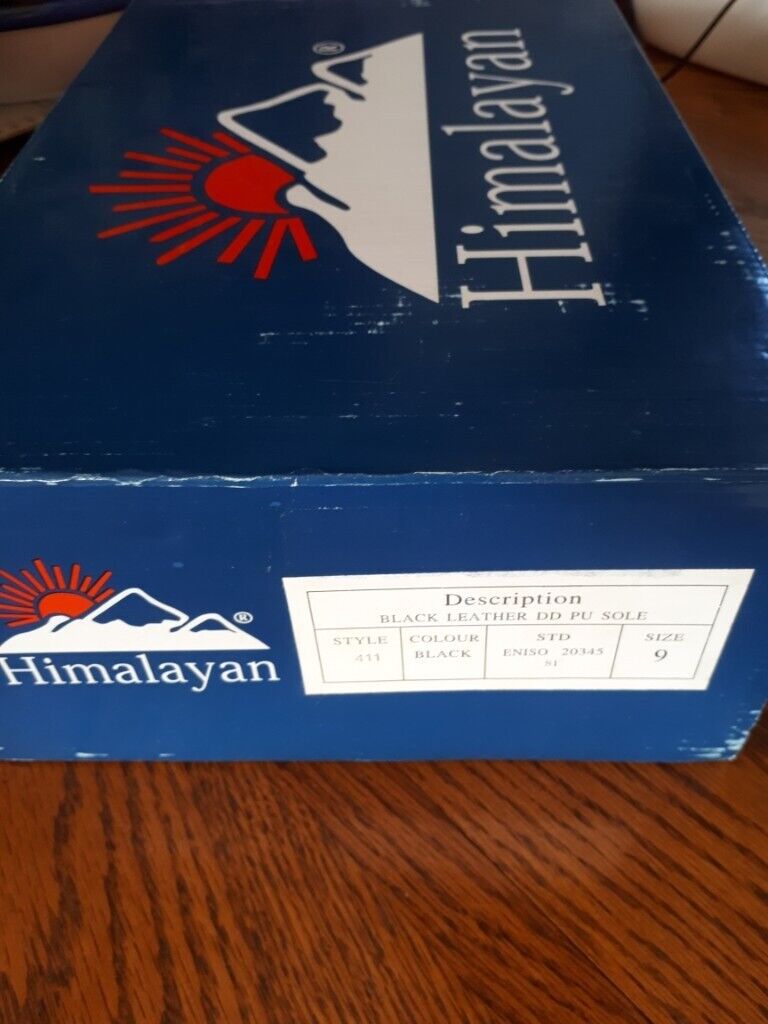 ®
Himalayan
®
Himalayan
Description
BLACK LEATHER DD PU SOLE
STYLE COLOUR STD SIZE
411 BLACK ENISO 20345 9
S1